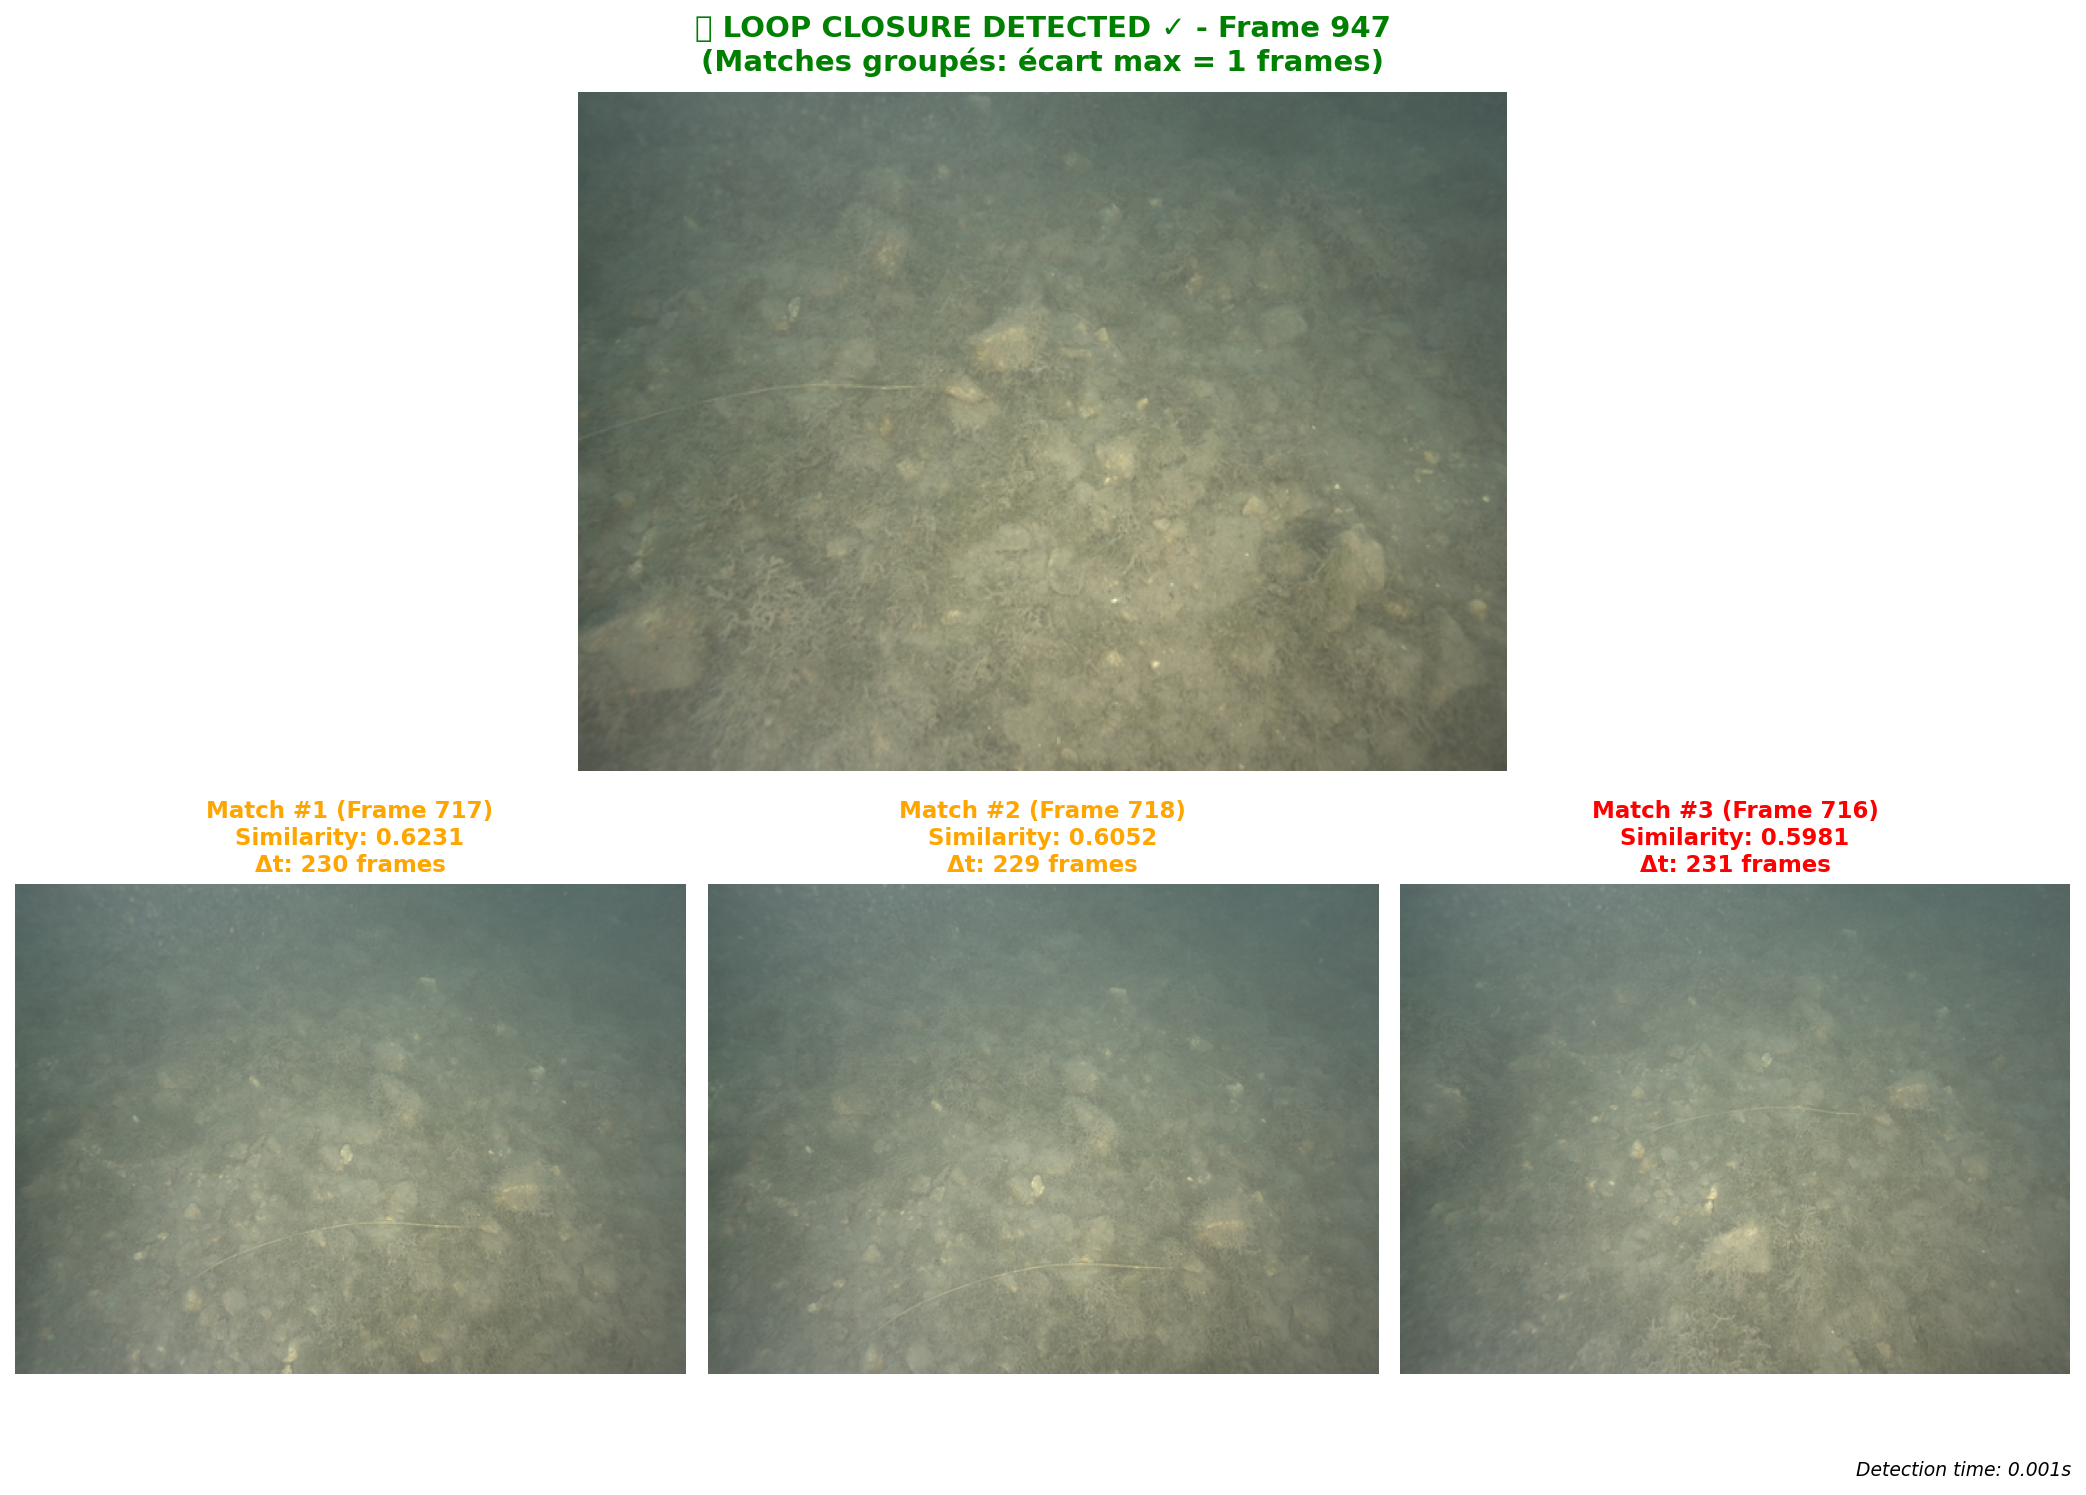 ▯ LOOP CLOSURE DETECTED ✓ - Frame 947
(Matches groupés: écart max = 1 frames)
Match #1 (Frame 717)
Similarity: 0.6231
Δt: 230 frames
Match #2 (Frame 718)
Similarity: 0.6052
Δt: 229 frames
Match #3 (Frame 716)
Similarity: 0.5981
Δt: 231 frames
Detection time: 0.001s